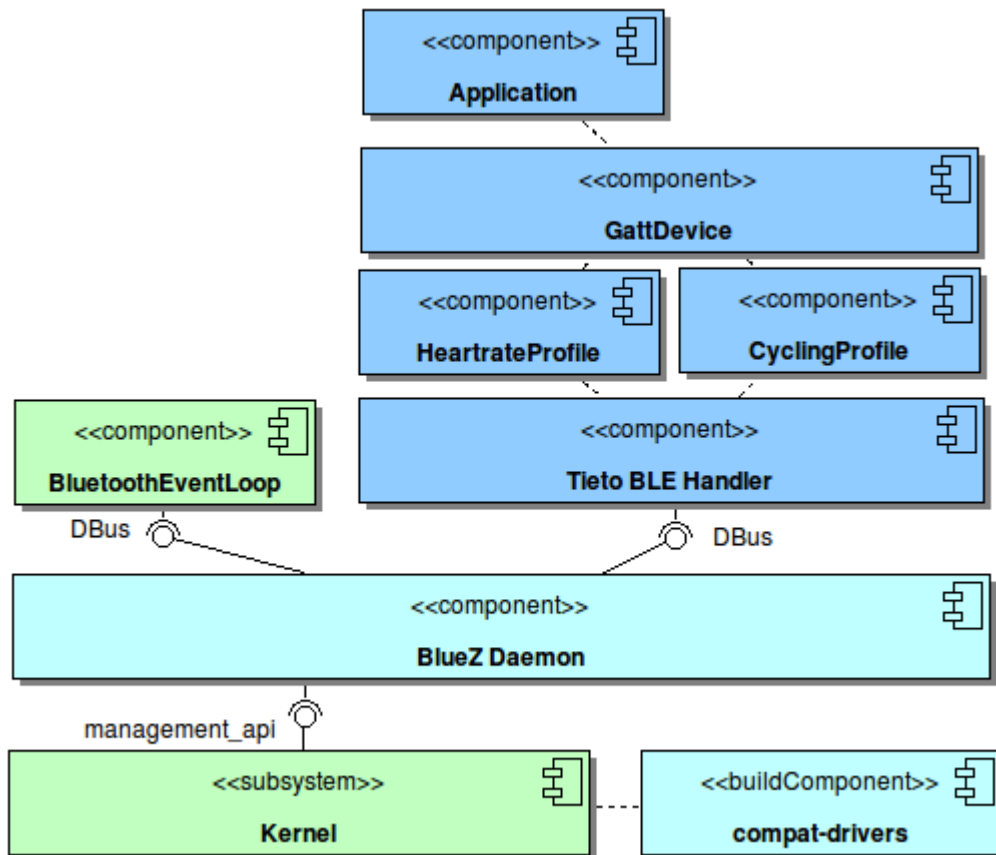 <<component>>
Application
<<component>>
GattDevice
<<component>>
HeartrateProfile
<<component>>
CyclingProfile
<<component>>
BluetoothEventLoop
<<component>>
Tieto BLE Handler
DBus
DBus
<<component>>
BlueZ Daemon
management_api
<<subsystem>>
Kernel
<<buildComponent>>
compat-drivers